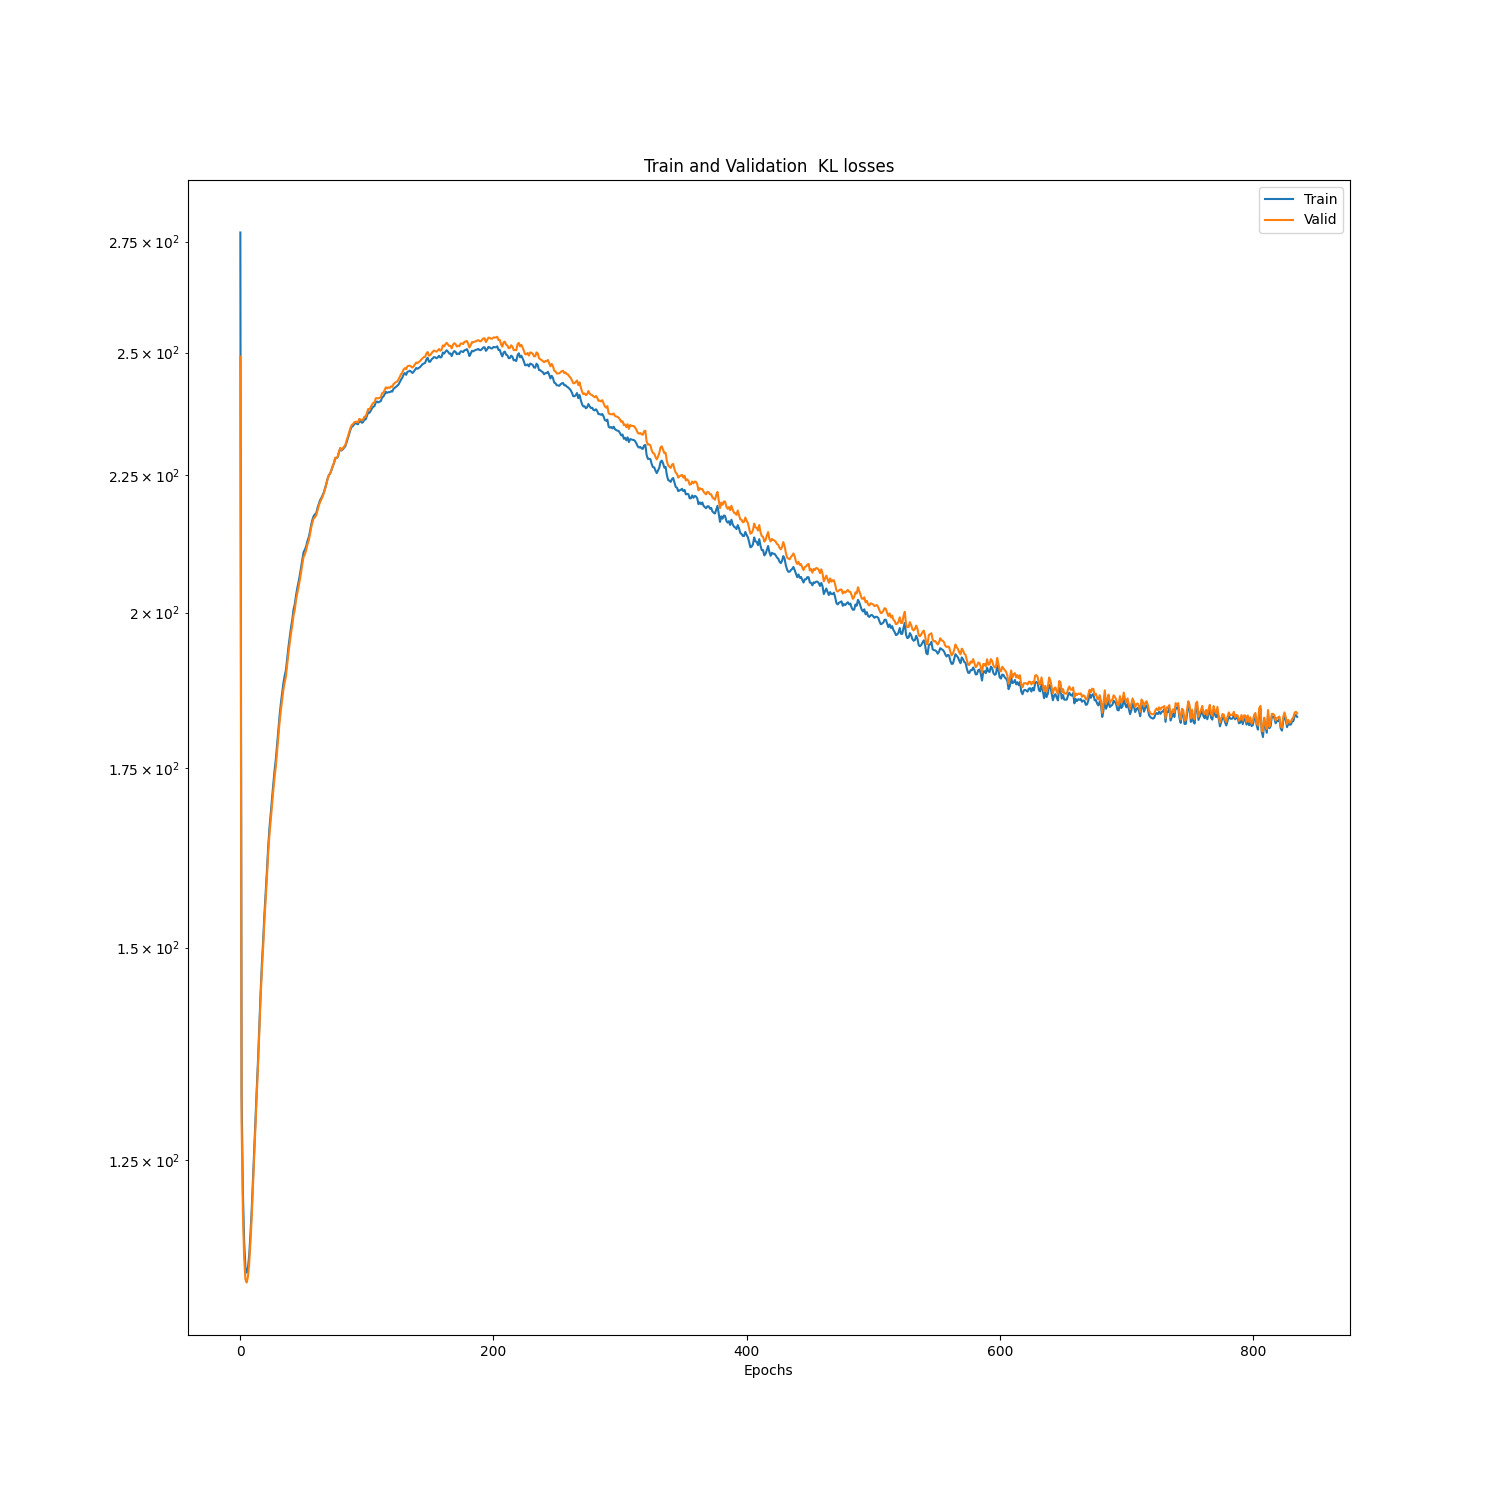 Train and Validation  KL losses
Train
Valid
2.75 × 10²
2.5 × 10²
2.25 × 10²
2 × 10²
1.75 × 10²
1.5 × 10²
1.25 × 10²
0 200 400 600 800
Epochs